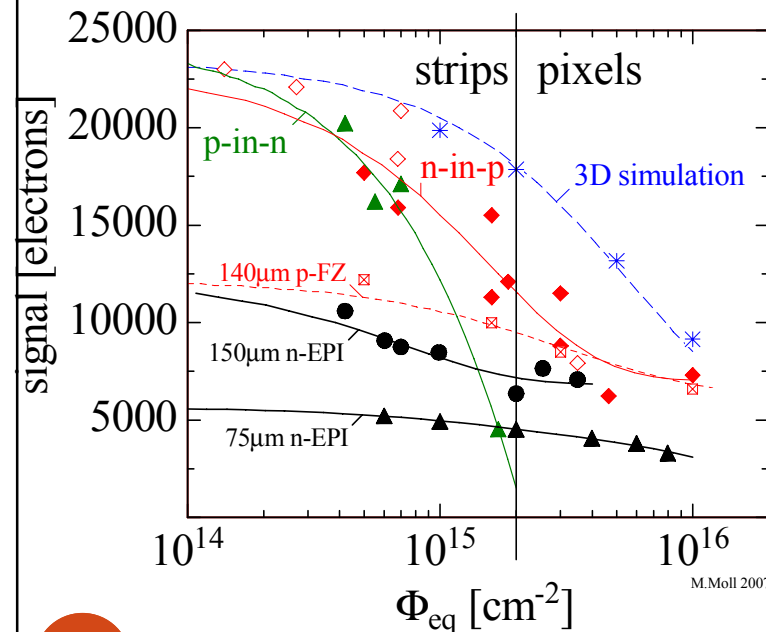 25000
20000
15000
10000
5000
signal [electrons]
strips
pixels
p-in-n
n-in-p
3D simulation
140μm p-FZ
150μm n-EPI
75μm n-EPI
10^14
10^15
10^16
Φ_eq [cm^-2]
M.Moll 2007